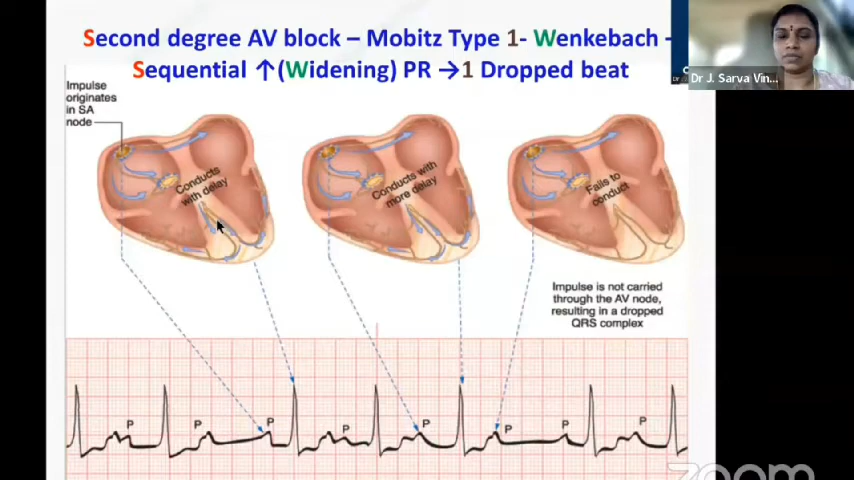 Second degree AV block – Mobitz Type 1- Wenkebach -
Sequential ↑(Widening) PR →1 Dropped beat
Dr J. Sarva Vin...
Impulse
originates
in SA
node
Conducts
with delay
Conducts with
more delay
Fails to
conduct
Impulse is not carried
through the AV node,
resulting in a dropped
QRS complex
P
P
P
P
P
P
P
P
zoom